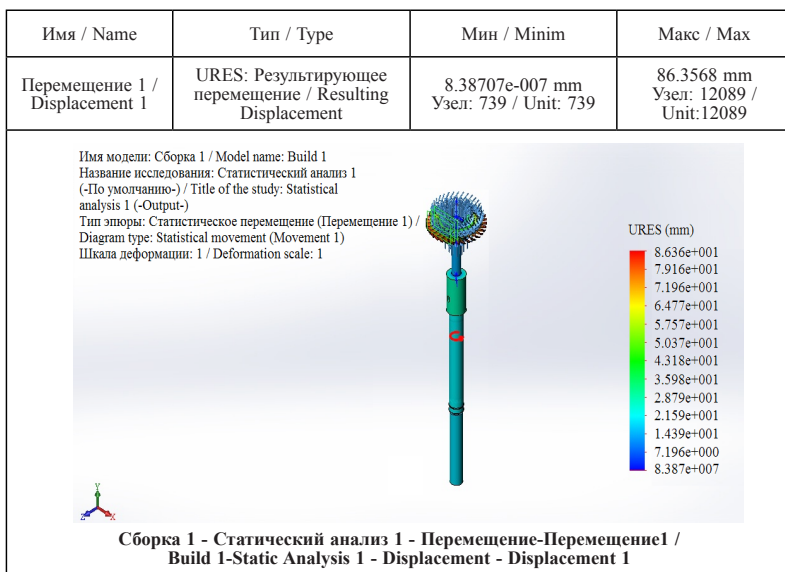 Имя / Name
Тип / Type
Мин / Minim
Макс / Max
Перемещение 1 /
Displacement 1
URES: Результирующее
перемещение / Resulting
Displacement
8.38707e-007 mm
Узел: 739 / Unit: 739
86.3568 mm
Узел: 12089 /
Unit:12089
Имя модели: Сборка 1 / Model name: Build 1
Название исследования: Статистический анализ 1
(-По умолчанию-) / Title of the study: Statistical
analysis 1 (-Output-)
Тип эпюры: Статистическое перемещение (Перемещение 1) /
Diagram type: Statistical movement (Movement 1)
Шкала деформации: 1 / Deformation scale: 1
URES (mm)
8.636e+001
7.916e+001
7.196e+001
6.477e+001
5.757e+001
5.037e+001
4.318e+001
3.598e+001
2.879e+001
2.159e+001
1.439e+001
7.196e+000
8.387e+007
Y
Z
X
Сборка 1 - Статический анализ 1 - Перемещение-Перемещение1 /
Build 1-Static Analysis 1 - Displacement - Displacement 1